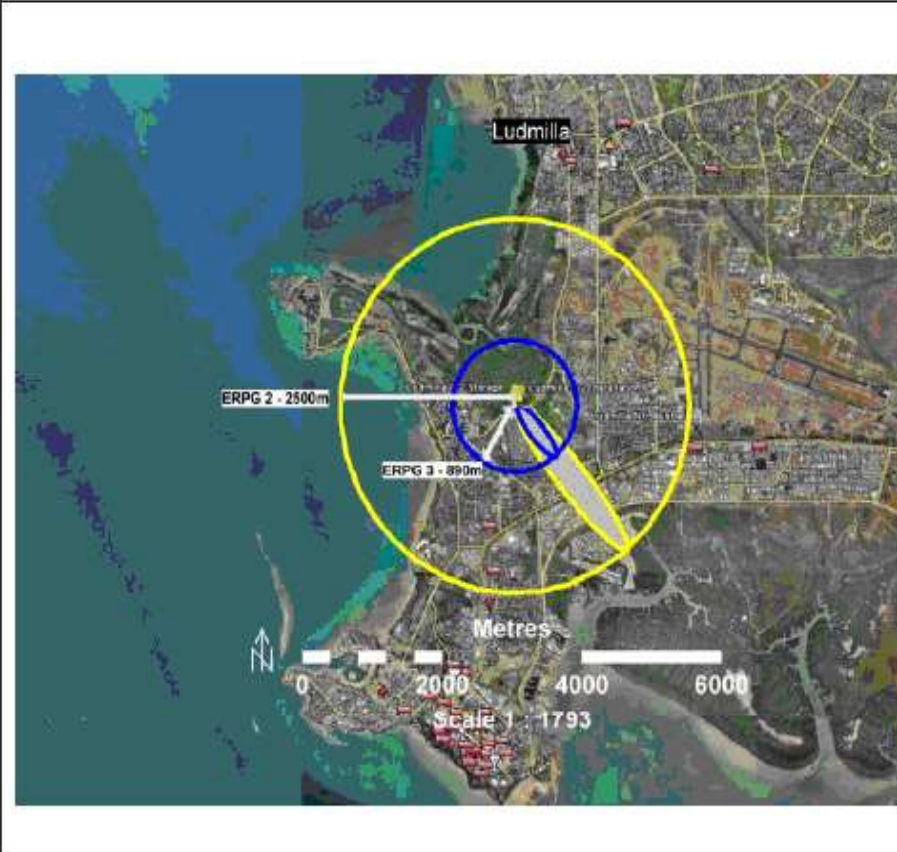 Ludmilla
ERPG 2 - 2500m
ERPG 3 - 890m
Metres
0 2000 4000 6000
Scale 1 : 1793